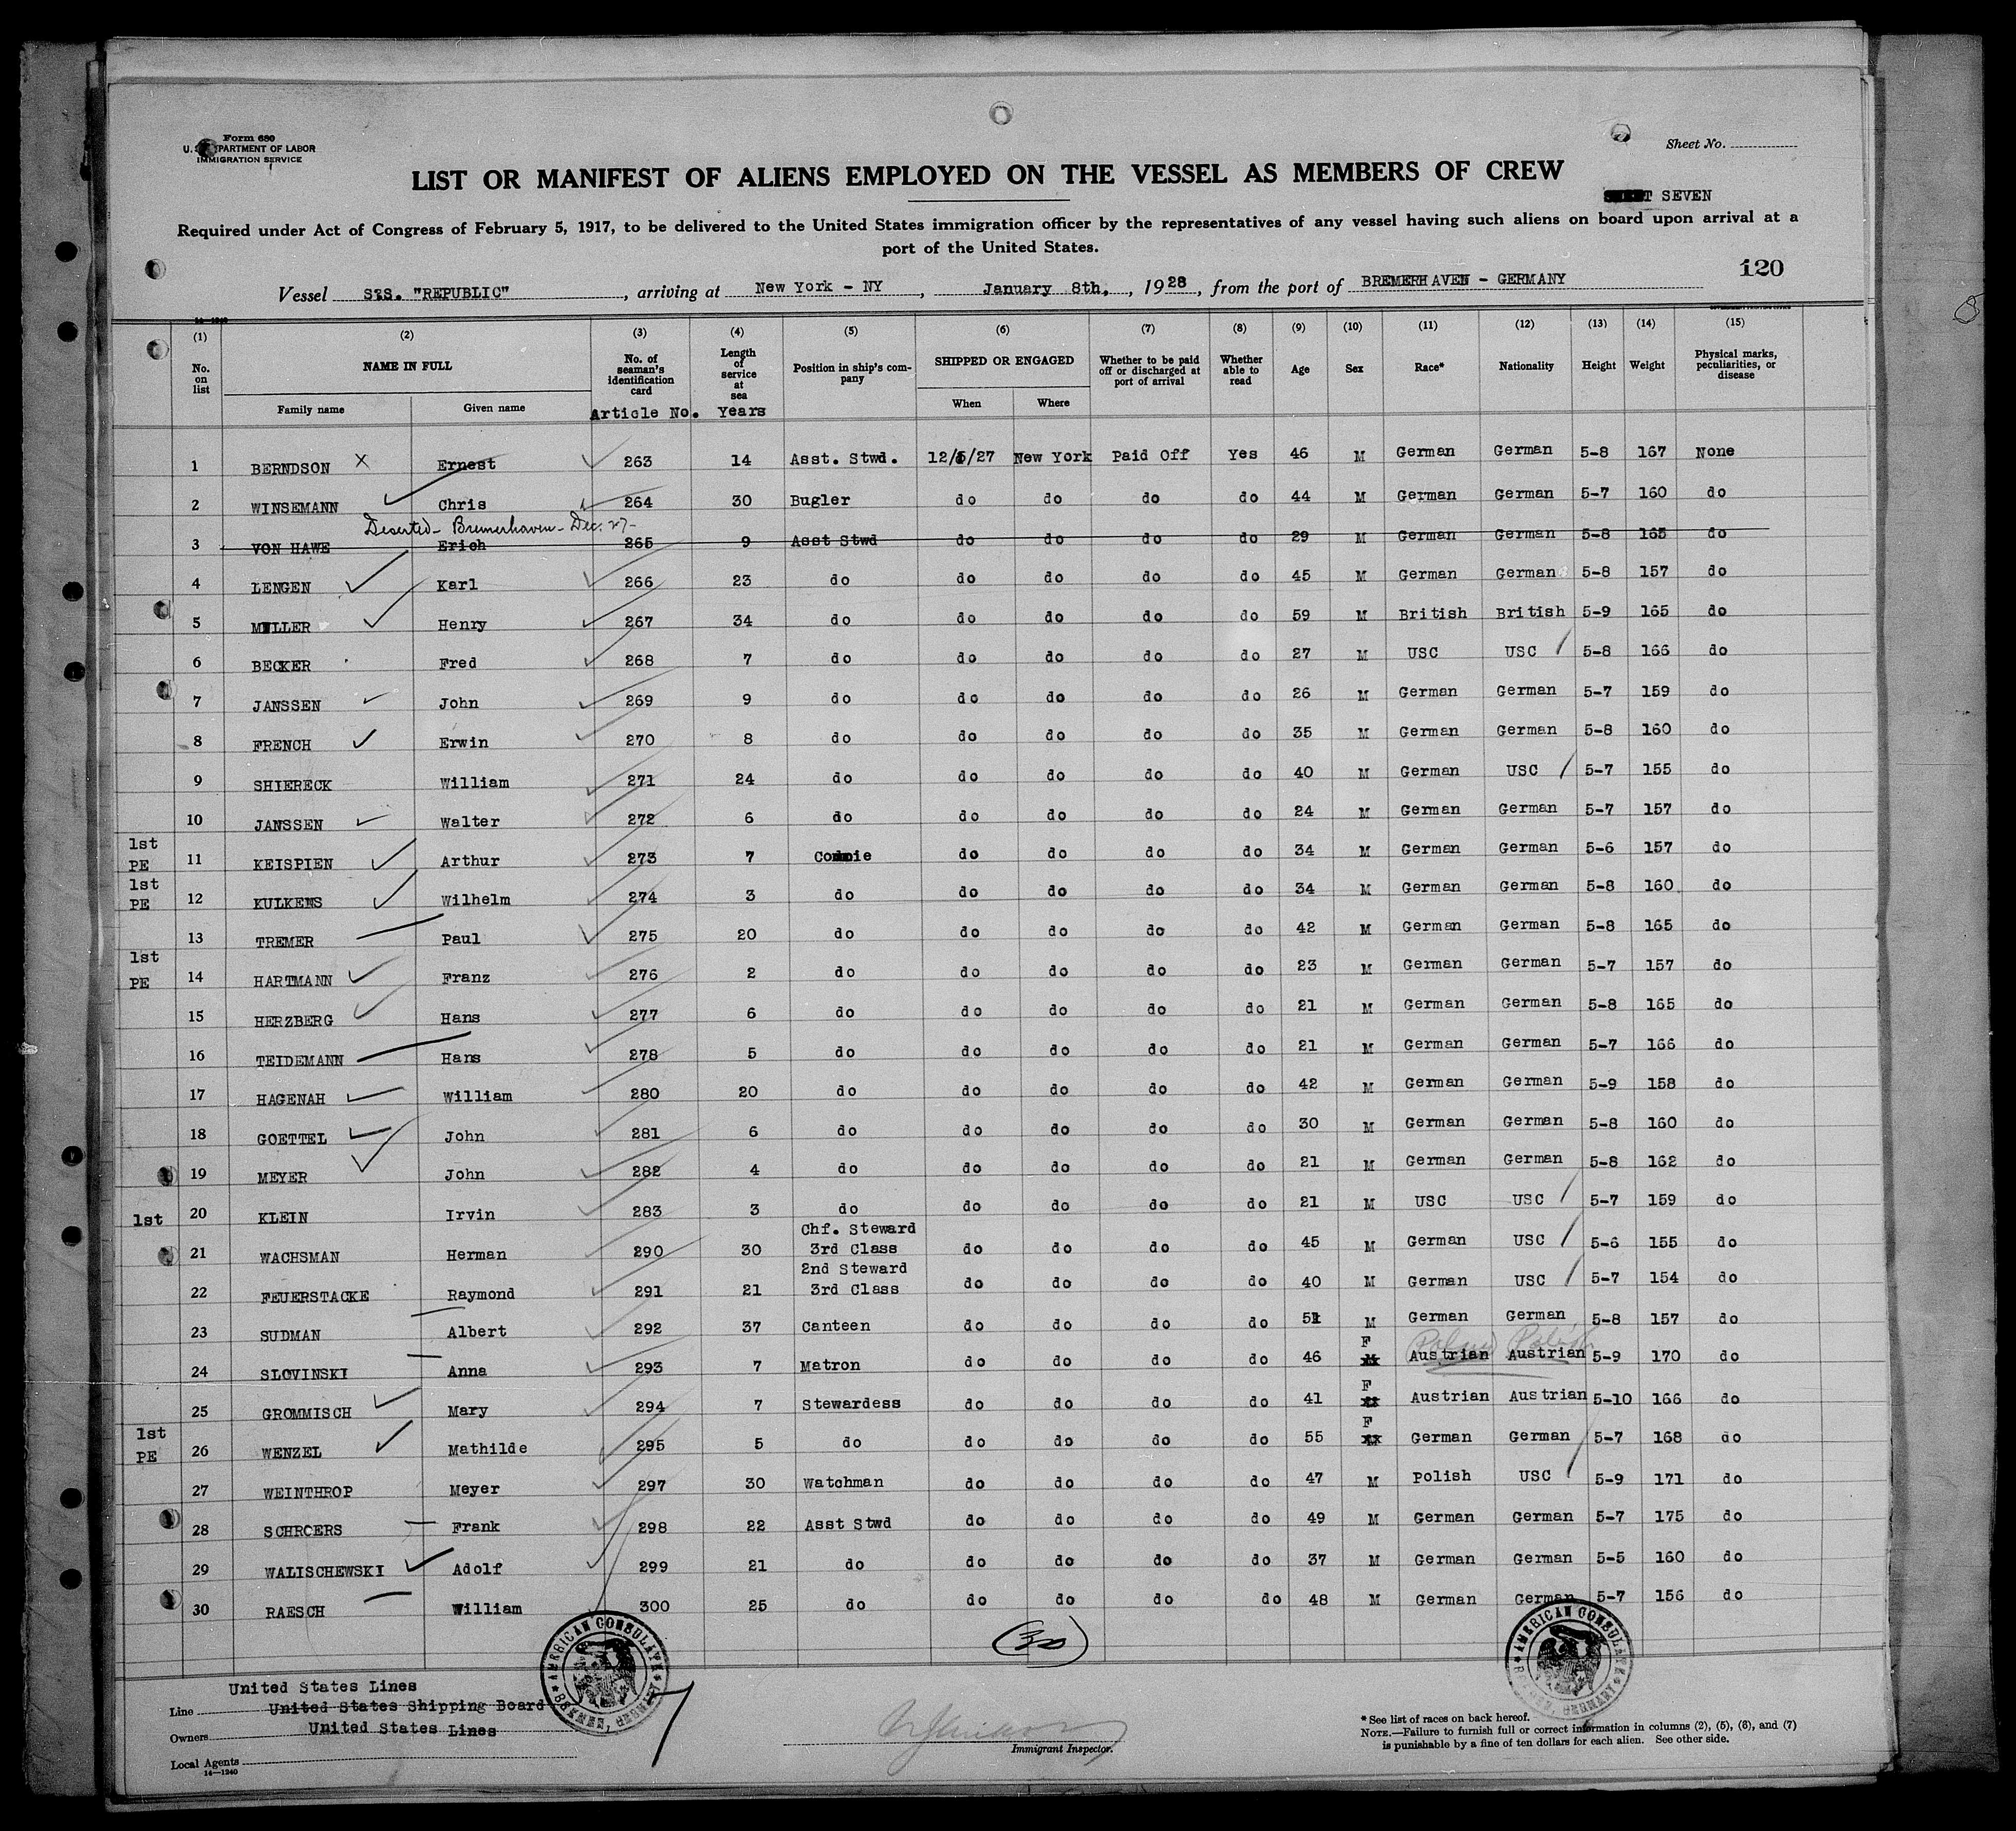 Form 680
U. S. DEPARTMENT OF LABOR
IMMIGRATION SERVICE
Sheet No.
LIST OR MANIFEST OF ALIENS EMPLOYED ON THE VESSEL AS MEMBERS OF CREW
SEVEN
Required under Act of Congress of February 5, 1917, to be delivered to the United States immigration officer by the representatives of any vessel having such aliens on board upon arrival at a
port of the United States.
120
Vessel S.S. "REPUBLIC", arriving at New York - NY, January 8th, 1928, from the port of BREMERHAVEN - GERMANY
(1) (2) (3) (4) (5) (6) (7) (8) (9) (10) (11) (12) (13) (14) (15)
No. on list NAME IN FULL No. of seaman's identification card Length of service at sea Position in ship's company SHIPPED OR ENGAGED Whether to be paid off or discharged at port of arrival Whether able to read Age Sex Race* Nationality Height Weight Physical marks, peculiarities, or disease
Family name Given name Article No. Years When Where
1 BERNDSON X Ernest 263 14 Asst. Stwd. 12/5/27 New York Paid Off Yes 46 M German German 5-8 167 None
2 WINSEMANN Chris 264 30 Bugler do do do do 44 M German German 5-7 160 do
Deserted - Bremerhaven - Dec. 27 -
3 VON HAWE Erich 265 9 Asst Stwd do do do do 29 M German German 5-8 165 do
4 LENGEN Karl 266 23 do do do do do 45 M German German 5-8 157 do
5 MILLER Henry 267 34 do do do do do 59 M British British 5-9 165 do
6 BECKER Fred 268 7 do do do do do 27 M USC USC 5-8 166 do
7 JANSSEN John 269 9 do do do do do 26 M German German 5-7 159 do
8 FRENCH Erwin 270 8 do do do do do 35 M German German 5-8 160 do
9 SHIERECK William 271 24 do do do do do 40 M German USC 5-7 155 do
10 JANSSEN Walter 272 6 do do do do do 24 M German German 5-7 157 do
1st
PE 11 KEISPIEN Arthur 273 7 Commie do do do do 34 M German German 5-6 157 do
1st
PE 12 KULKENS Wilhelm 274 3 do do do do do 34 M German German 5-8 160 do
13 TREMER Paul 275 20 do do do do do 42 M German German 5-8 165 do
1st
PE 14 HARTMANN Franz 276 2 do do do do do 23 M German German 5-7 157 do
15 HERZBERG Hans 277 6 do do do do do 21 M German German 5-8 165 do
16 TEIDEMANN Hans 278 5 do do do do do 21 M German German 5-7 166 do
17 HAGENAH William 280 20 do do do do do 42 M German German 5-9 158 do
18 GOETTEL John 281 6 do do do do do 30 M German German 5-8 160 do
19 MEYER John 282 4 do do do do do 21 M German German 5-8 162 do
1st 20 KLEIN Irvin 283 3 do do do do do 21 M USC USC 5-7 159 do
Chf. Steward
21 WACHSMAN Herman 290 30 3rd Class do do do do 45 M German USC 5-6 155 do
2nd Steward
22 FEUERSTACKE Raymond 291 21 3rd Class do do do do 40 M German USC 5-7 154 do
23 SUDMAN Albert 292 37 Canteen do do do do 51 M German German 5-8 157 do
F Poland Polish
24 SLOVINSKI Anna 293 7 Matron do do do do 46 Austrian Austrian 5-9 170 do
F
25 GROMMISCH Mary 294 7 Stewardess do do do do 41 Austrian Austrian 5-10 166 do
1st F
PE 26 WENZEL Mathilde 295 5 do do do do do 55 German German 5-7 168 do
27 WEINTHROP Meyer 297 30 Watchman do do do do 47 M Polish USC 5-9 171 do
28 SCHROERS Frank 298 22 Asst Stwd do do do do 49 M German German 5-7 175 do
29 WALISCHEWSKI Adolf 299 21 do do do do do 37 M German German 5-5 160 do
30 RAESCH William 300 25 do do do do do 48 M German German 5-7 156 do
(30)
AMERICAN CONSULATE
AMERICAN CONSULATE
United States Lines
Line United States Shipping Board
Owners United States Lines
Local Agents
14—1240
Immigrant Inspector.
* See list of races on back hereof.
NOTE.—Failure to furnish full or correct information in columns (2), (5), (6), and (7)
is punishable by a fine of ten dollars for each alien. See other side.